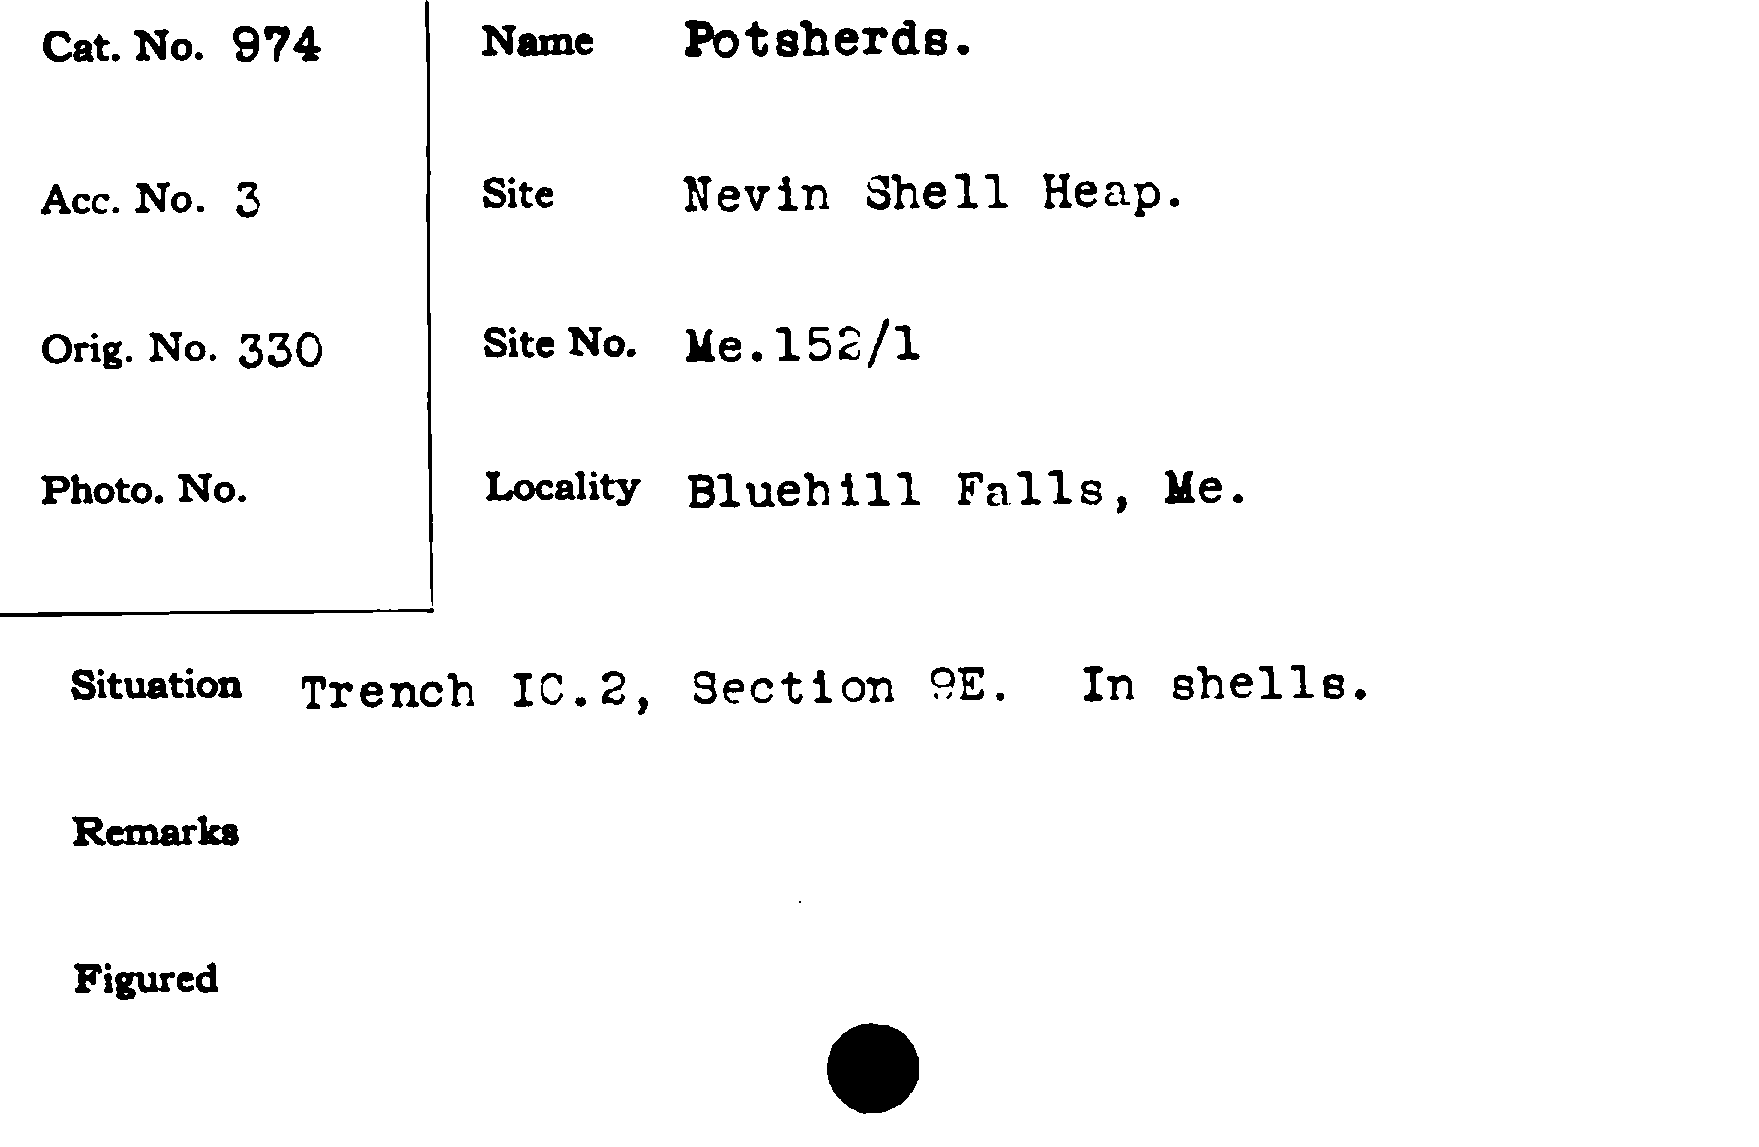 Cat. No. 974
Name Potsherds.
Acc. No. 3
Site Nevin Shell Heap.
Orig. No. 330
Site No. Me.152/1
Photo. No.
Locality Bluehill Falls, Me.
Situation Trench IC.2, Section 9E. In shells.
Remarks
Figured